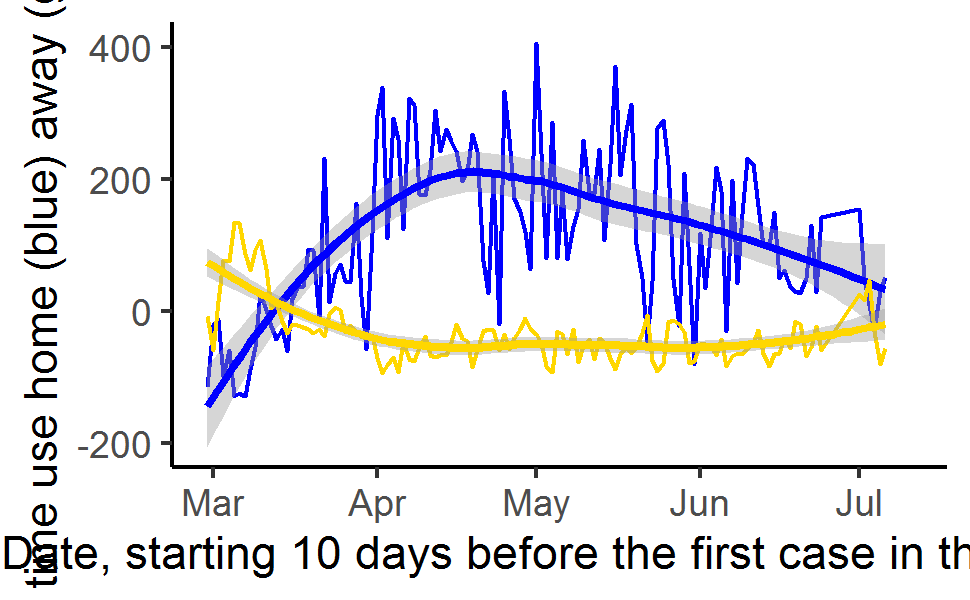 time use home (blue) away (
400
200
0
-200
Mar Apr May Jun Jul
Date, starting 10 days before the first case in th